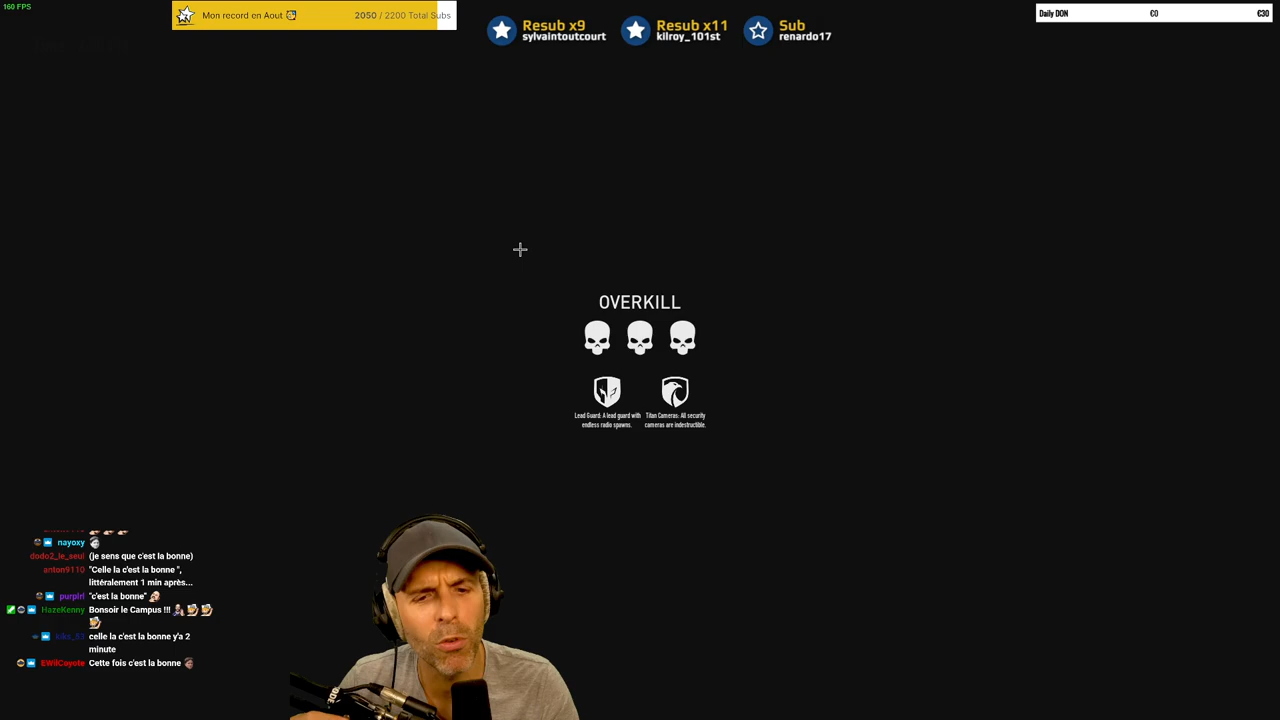 160 FPS
Mon record en Aout
2050 / 2200 Total Subs
Resub x9
sylvaintoutcourt
Resub x11
kilroy_101st
Sub
renardo17
Daily DON €0 €30
OVERKILL
Lead Guard: A lead guard with
endless radio spawns.
Titan Cameras: All security
cameras are indestructible.
nayoxy
dodo2_le_seul (je sens que c'est la bonne)
anton9110 "Celle la c'est la bonne ",
littéralement 1 min après...
purpirl "c'est la bonne"
HazeKenny Bonsoir le Campus !!!
celle la c'est la bonne y'a 2
minute
EWilCuyote Cette fois c'est la bonne